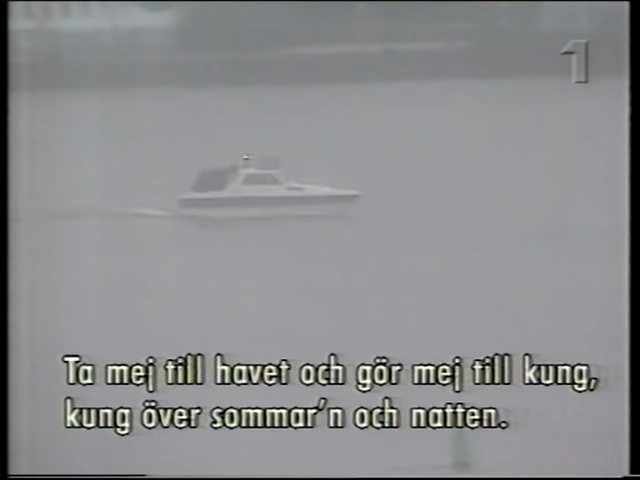 1
Ta mej till havet och gör mej till kung,
kung över sommar'n och natten.